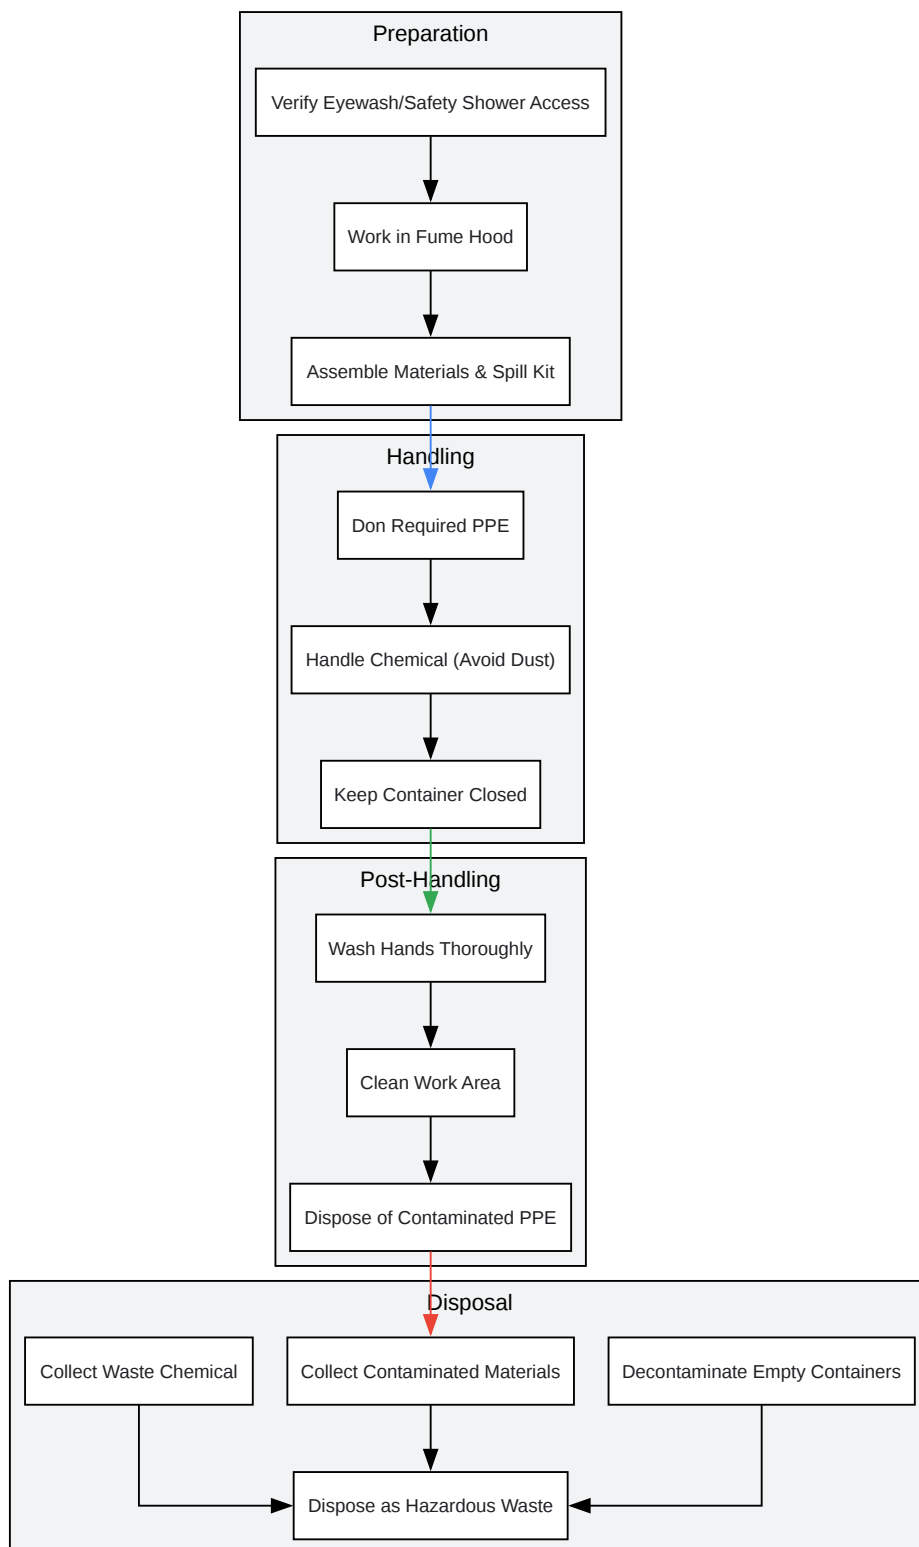 Preparation
Verify Eyewash/Safety Shower Access
Work in Fume Hood
Assemble Materials & Spill Kit
Handling
Don Required PPE
Handle Chemical (Avoid Dust)
Keep Container Closed
Post-Handling
Wash Hands Thoroughly
Clean Work Area
Dispose of Contaminated PPE
Disposal
Collect Waste Chemical
Collect Contaminated Materials
Decontaminate Empty Containers
Dispose as Hazardous Waste